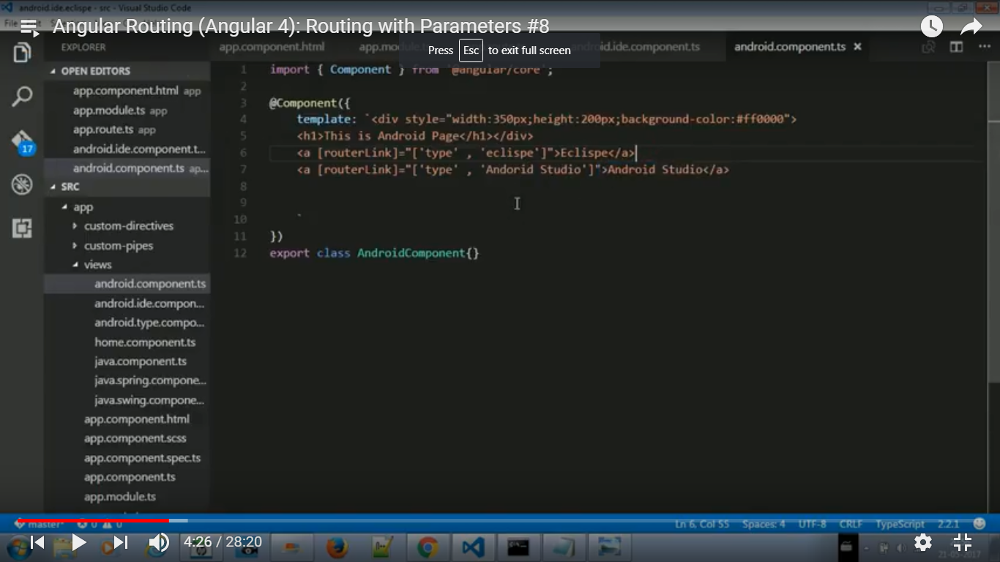 android.ide.eclispe - src - Visual Studio Code
File
Angular Routing (Angular 4): Routing with Parameters #8
Press Esc to exit full screen
EXPLORER
app.component.html
app.modu
android.ide.component.ts
android.component.ts
OPEN EDITORS
app.component.html app
app.module.ts app
app.route.ts app
android.ide.component.t...
android.component.ts ap...
17
SRC
app
custom-directives
custom-pipes
views
android.component.ts
android.ide.compon...
android.type.compo...
home.component.ts
java.component.ts
java.spring.compone...
java.swing.compone...
app.component.html
app.component.scss
app.component.spec.ts
app.component.ts
app.module.ts
1 import { Component } from '@angular/core';
2
3 @Component({
4 template: `<div style="width:350px;height:200px;background-color:#ff0000">
5 <h1>This is Android Page</h1></div>
6 <a [routerLink]="['type' , 'eclispe']">Eclispe</a>
7 <a [routerLink]="['type' , 'Andorid Studio']">Android Studio</a>
8
9
10 `
11 })
12 export class AndroidComponent{}
master* 0 0
Ln 6, Col 55 Spaces: 4 UTF-8 CRLF TypeScript 2.2.1
4:26 / 28:20
21-05-2017